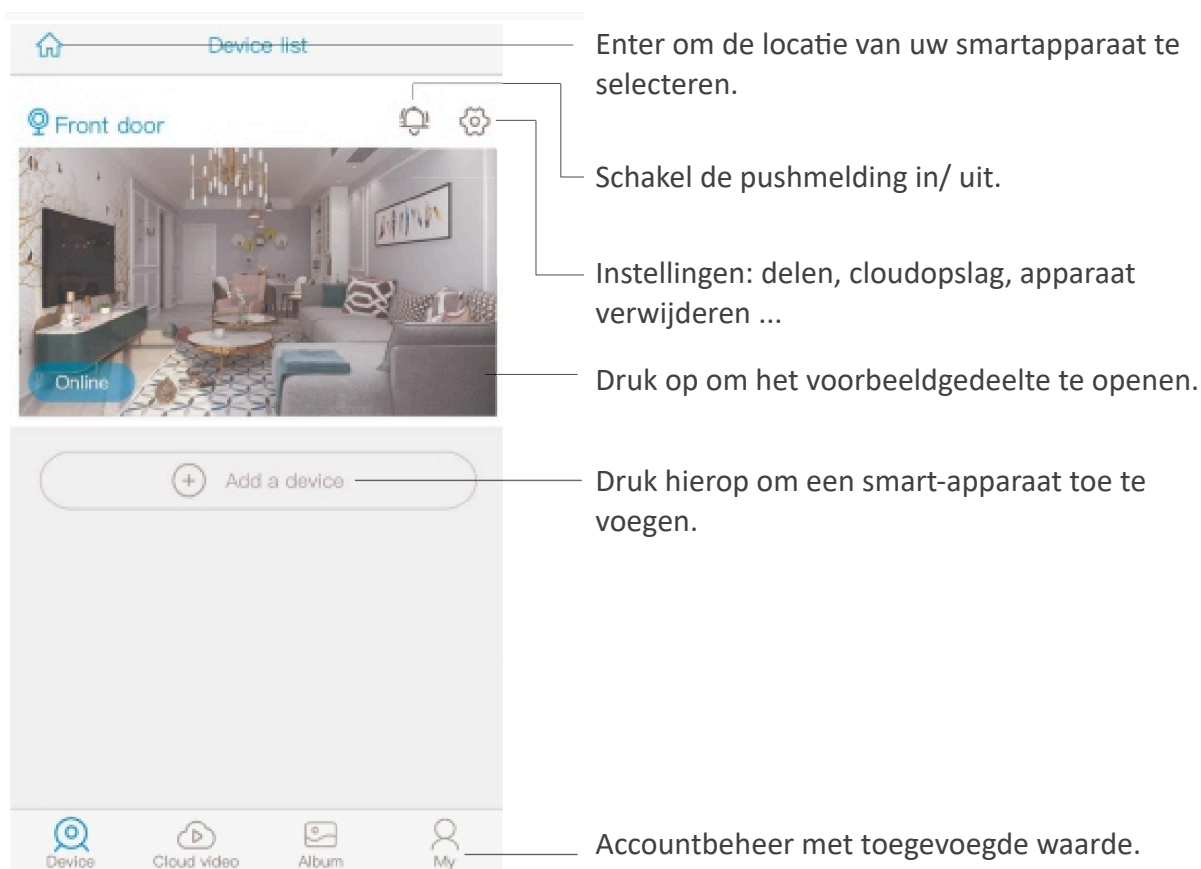 Device list
Enter om de locatie van uw smartapparaat te
selecteren.
Front door
Schakel de pushmelding in/ uit.
Instellingen: delen, cloudopslag, apparaat
verwijderen ...
Online
Druk op om het voorbeeldgedeelte te openen.
Add a device
Druk hierop om een smart-apparaat toe te
voegen.
Device
Cloud video
Album
My
Accountbeheer met toegevoegde waarde.